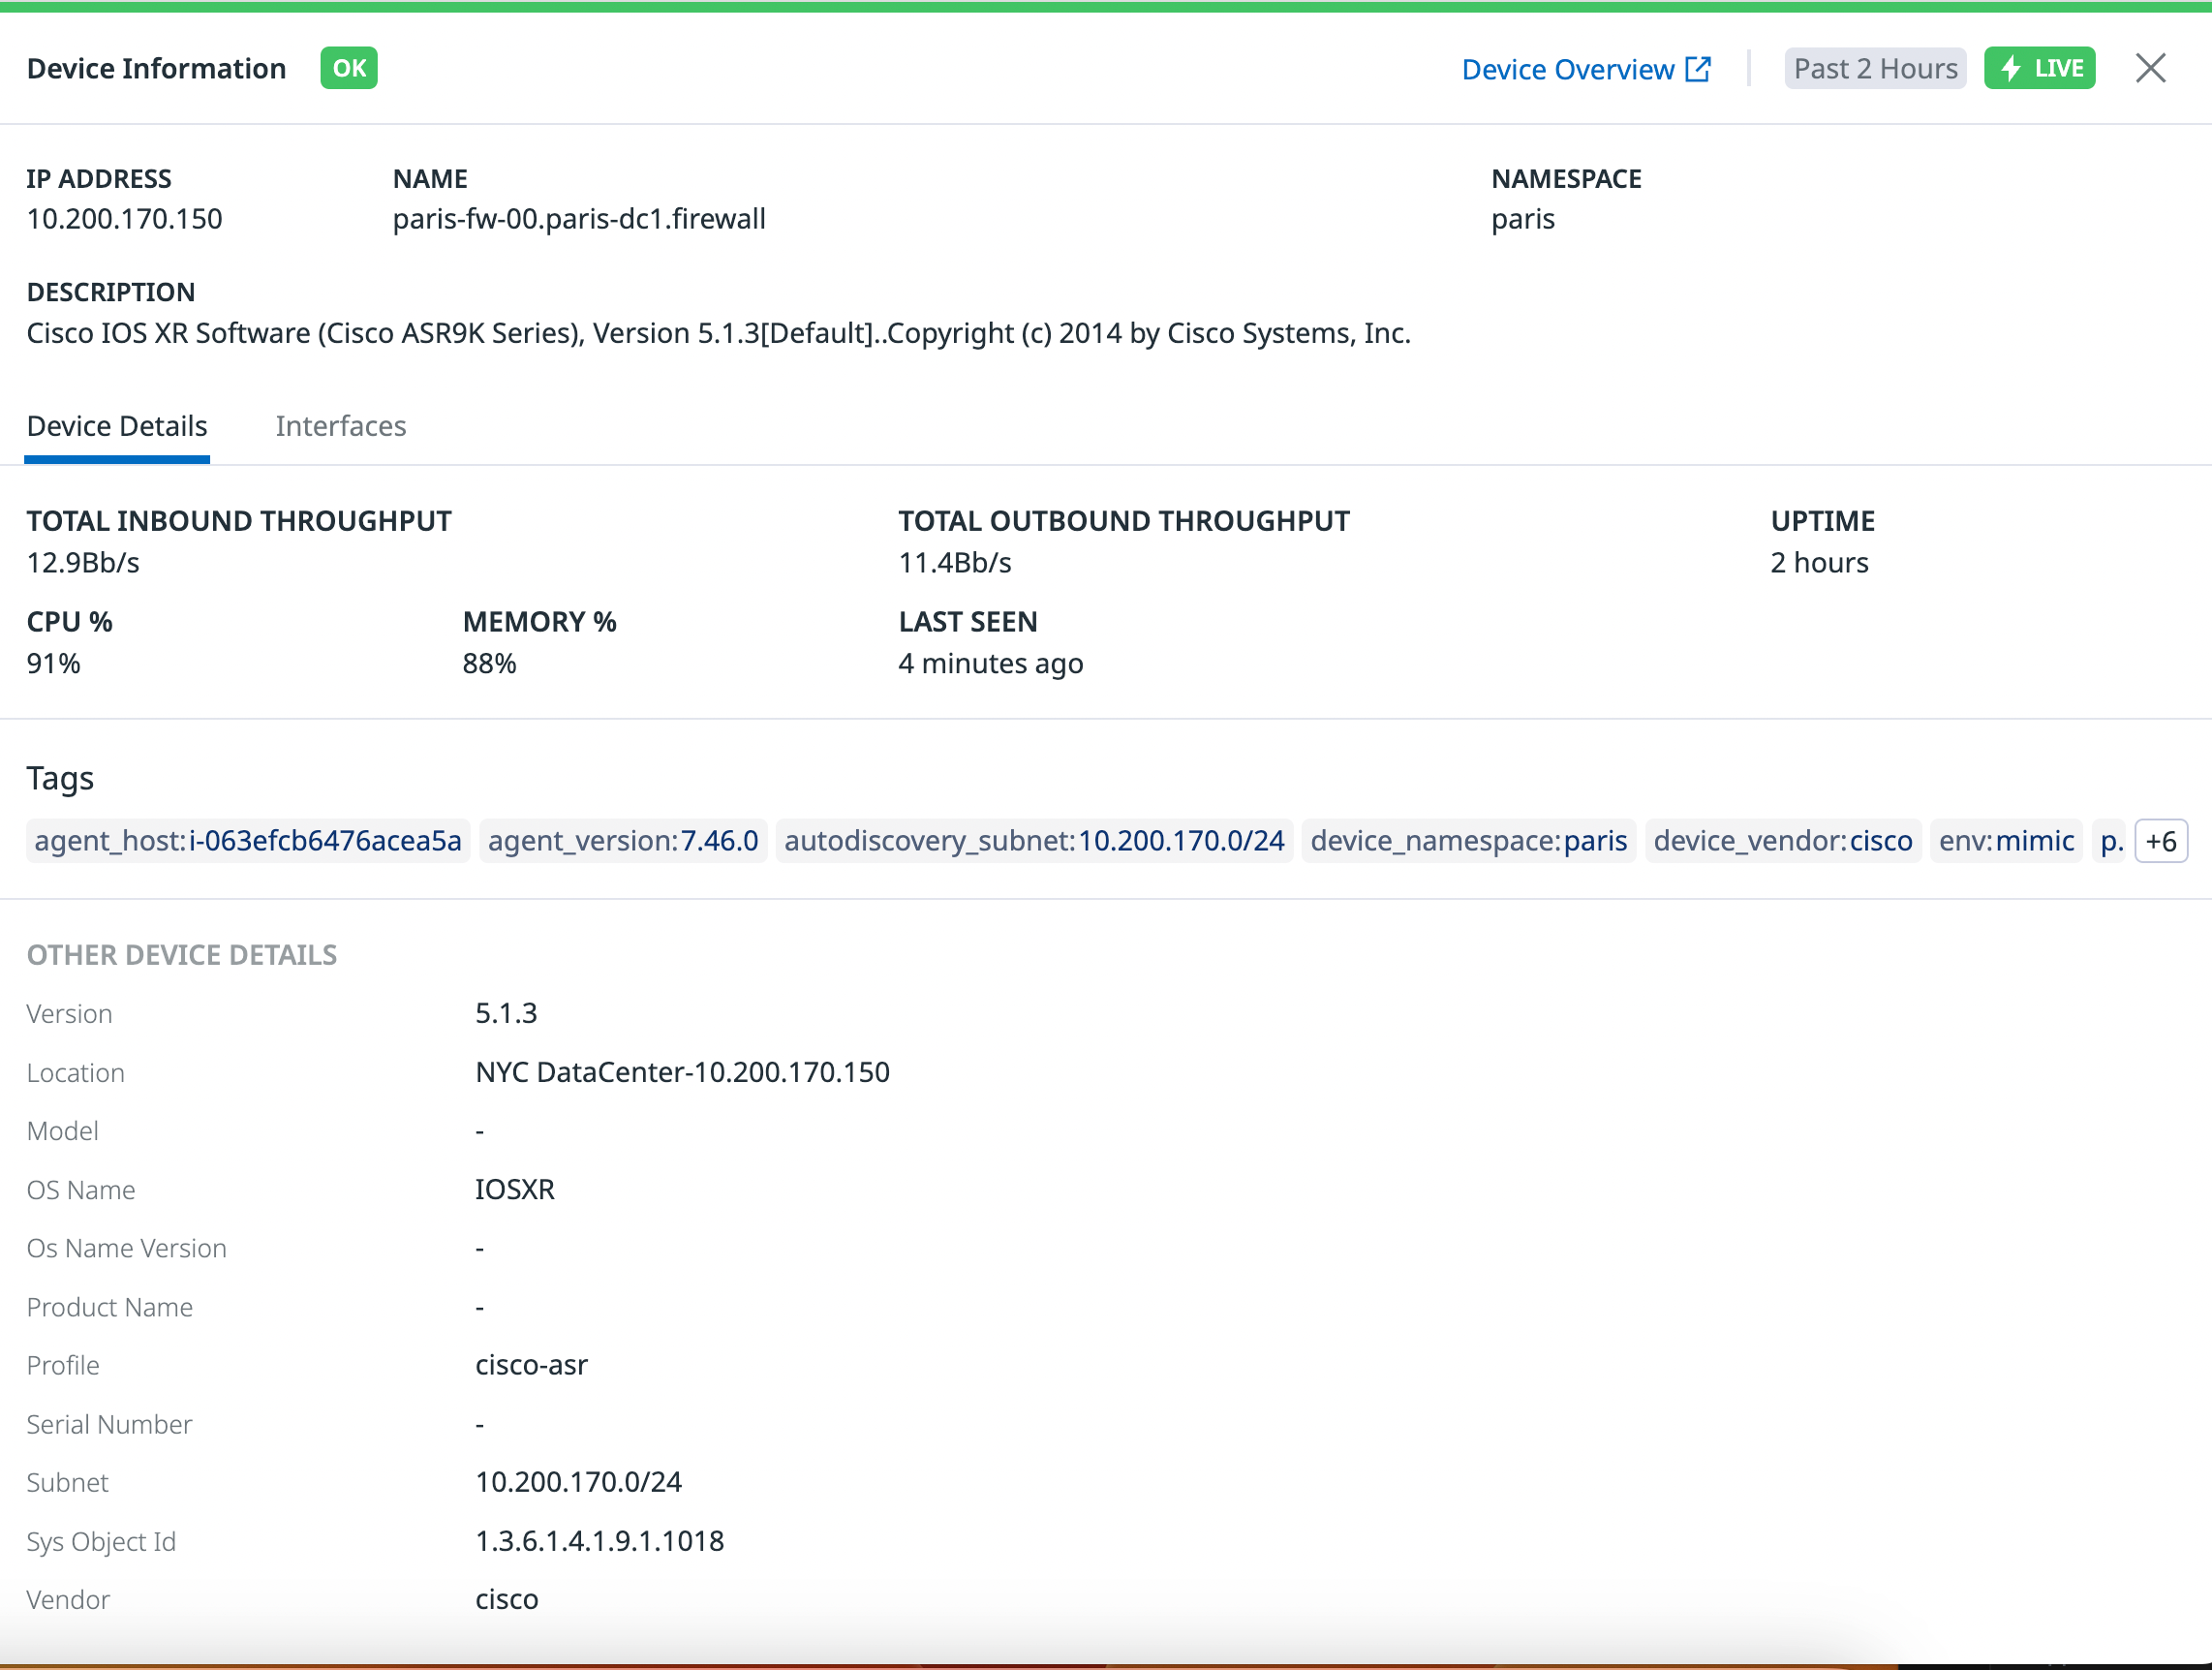 Device Information OK Device Overview Past 2 Hours LIVE
IP ADDRESS NAME NAMESPACE
10.200.170.150 paris-fw-00.paris-dc1.firewall paris
DESCRIPTION
Cisco IOS XR Software (Cisco ASR9K Series), Version 5.1.3[Default]..Copyright (c) 2014 by Cisco Systems, Inc.
Device Details Interfaces
TOTAL INBOUND THROUGHPUT TOTAL OUTBOUND THROUGHPUT UPTIME
12.9Bb/s 11.4Bb/s 2 hours
CPU % MEMORY % LAST SEEN
91% 88% 4 minutes ago
Tags
agent_host:i-063efcb6476acea5a agent_version:7.46.0 autodiscovery_subnet:10.200.170.0/24 device_namespace:paris device_vendor:cisco env:mimic p. +6
OTHER DEVICE DETAILS
Version 5.1.3
Location NYC DataCenter-10.200.170.150
Model -
OS Name IOSXR
Os Name Version -
Product Name -
Profile cisco-asr
Serial Number -
Subnet 10.200.170.0/24
Sys Object Id 1.3.6.1.4.1.9.1.1018
Vendor cisco